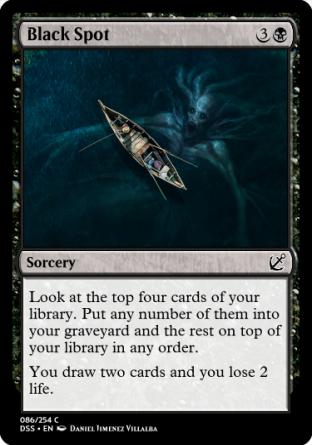 Black Spot 3
Sorcery
Look at the top four cards of your
library. Put any number of them into
your graveyard and the rest on top of
your library in any order.
You draw two cards and you lose 2
life.
086/254 C
DSS • EN Daniel Jimenez Villalba